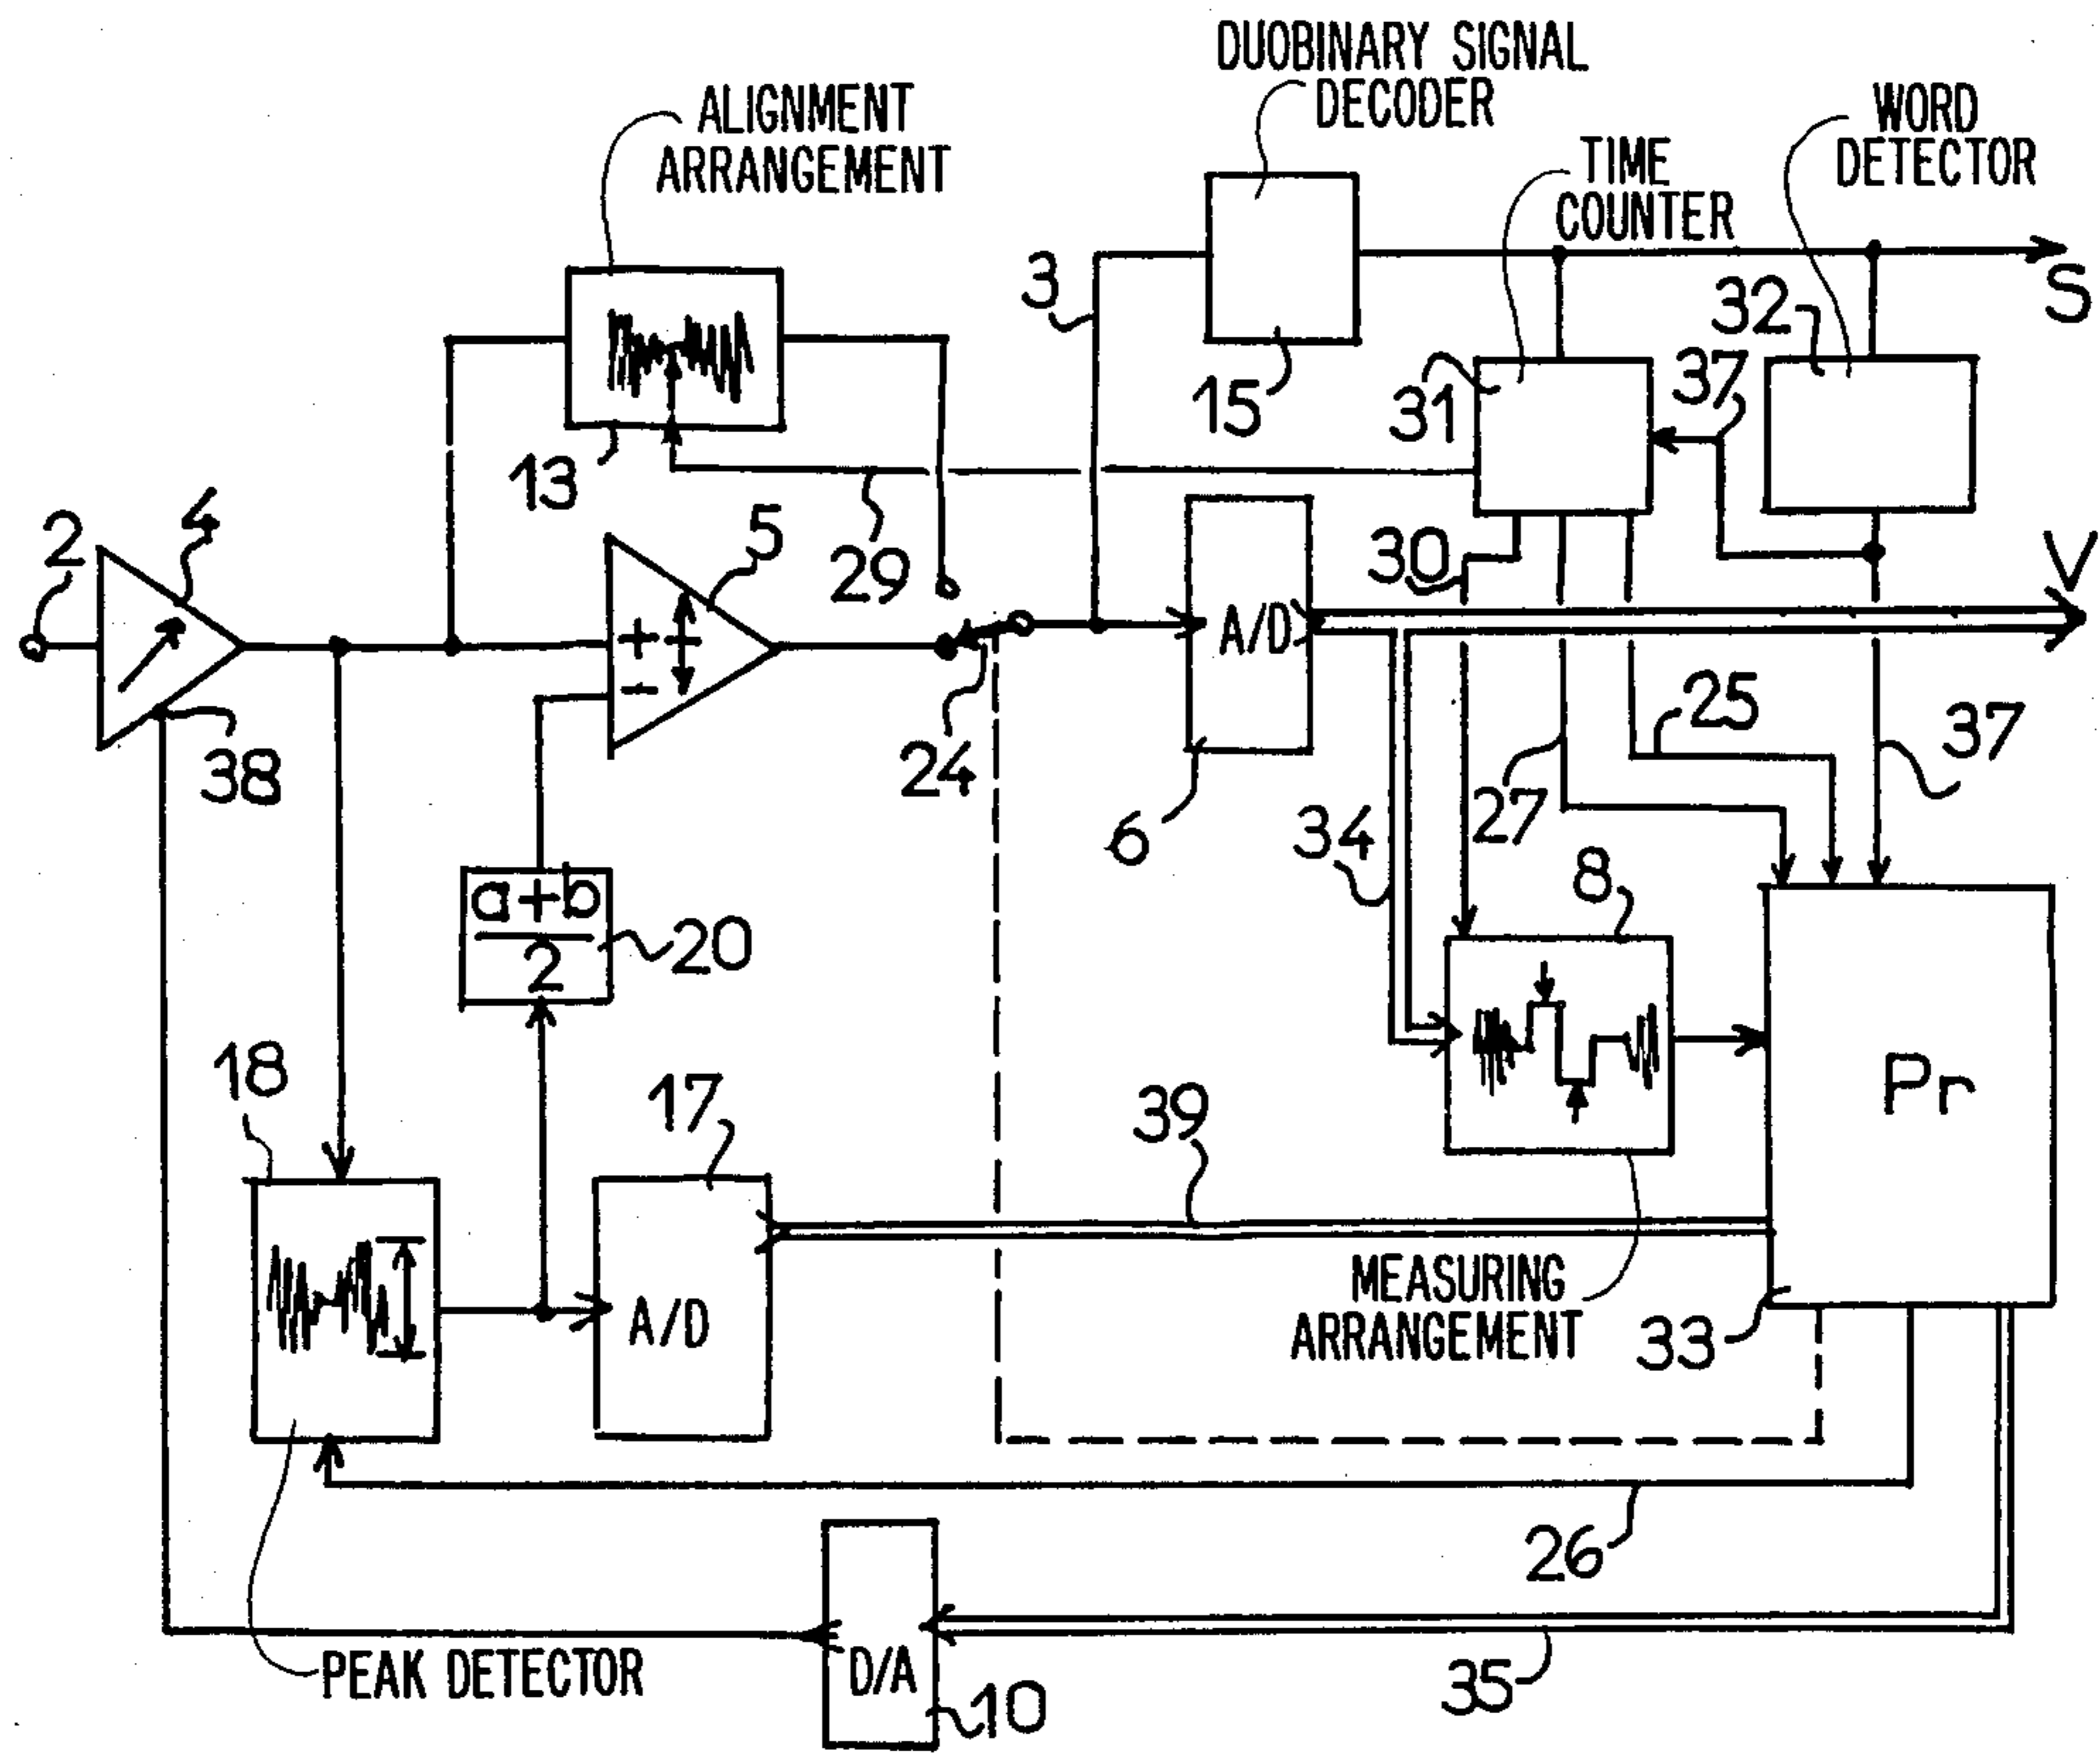 DUOBINARY SIGNAL
DECODER
ALIGNMENT
ARRANGEMENT
WORD
DETECTOR
TIME
COUNTER
3
S
32
37
31
15
13
2
4
5
29
30
V
+
-
A/D
25
37
24
38
27
6
34
8
a+b
2
20
18
17
39
Pr
MEASURING
ARRANGEMENT
33
A/D
26
PEAK DETECTOR
D/A
35
10